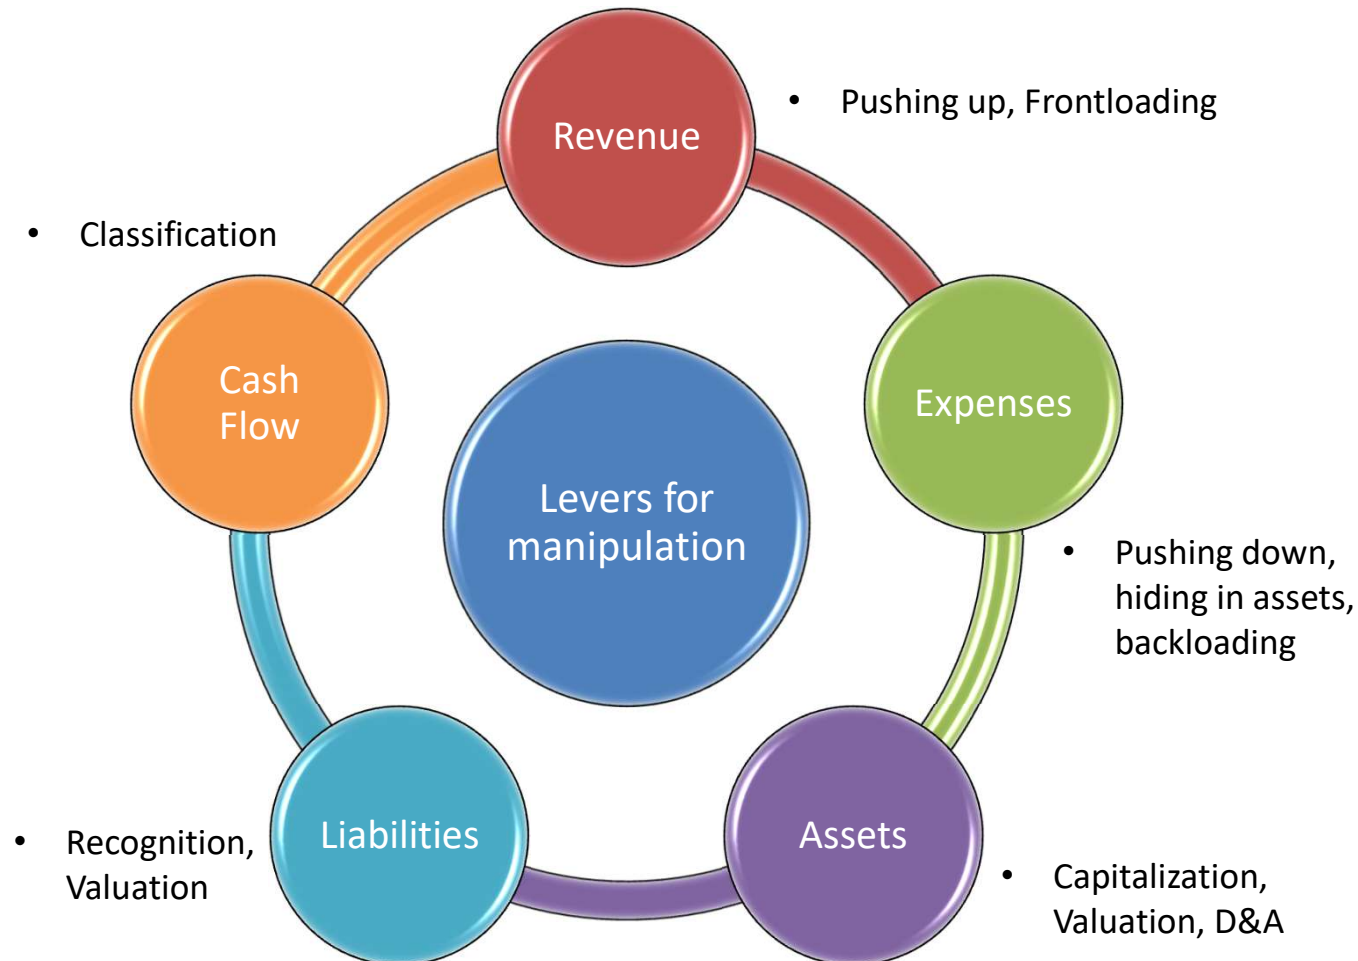 Revenue
• Pushing up, Frontloading
Expenses
• Pushing down,
hiding in assets,
backloading
Assets
• Capitalization,
Valuation, D&A
Liabilities
• Recognition,
Valuation
Cash
Flow
• Classification
Levers for
manipulation